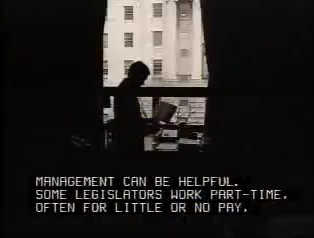 MANAGEMENT CAN BE HELPFUL.
SOME LEGISLATORS WORK PART-TIME.
OFTEN FOR LITTLE OR NO PAY.